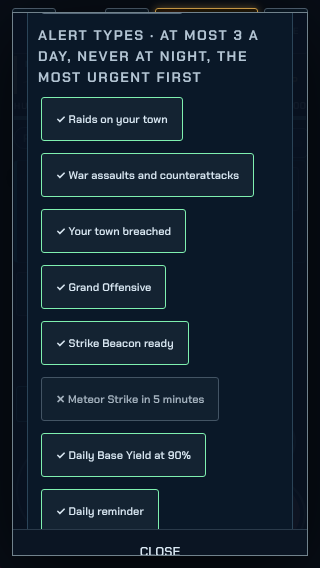 ALERT TYPES · AT MOST 3 A
DAY, NEVER AT NIGHT, THE
MOST URGENT FIRST
✓ Raids on your town
✓ War assaults and counterattacks
✓ Your town breached
✓ Grand Offensive
✓ Strike Beacon ready
✕ Meteor Strike in 5 minutes
✓ Daily Base Yield at 90%
✓ Daily reminder
CLOSE